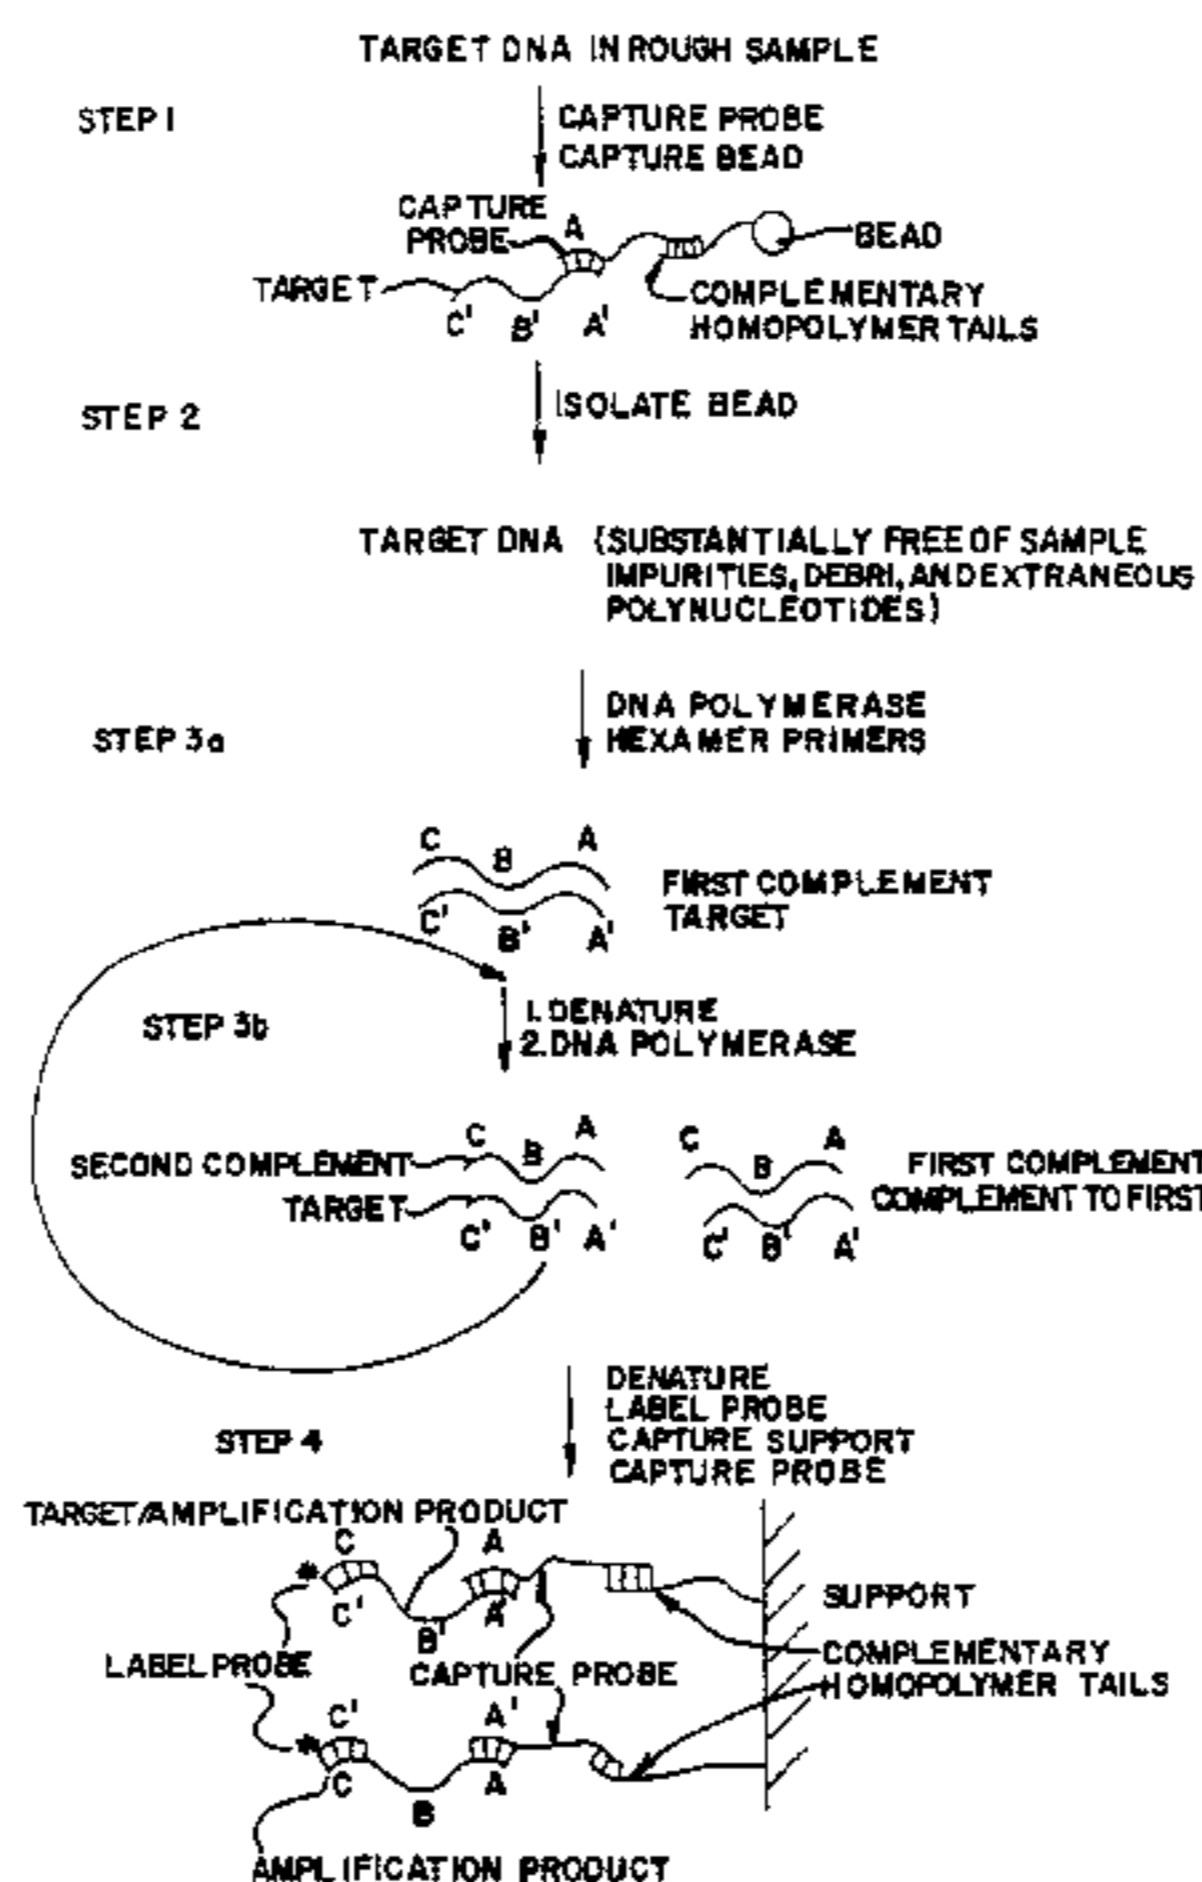 TARGET DNA IN ROUGH SAMPLE
STEP 1
CAPTURE PROBE
CAPTURE BEAD
CAPTURE
PROBE
A
BEAD
TARGET
COMPLEMENTARY
HOMOPOLYMER TAILS
C' B' A'
STEP 2
ISOLATE BEAD
TARGET DNA (SUBSTANTIALLY FREE OF SAMPLE
IMPURITIES, DEBRI, AND EXTRANEOUS
POLYNUCLEOTIDES)
STEP 3a
DNA POLYMERASE
HEXAMER PRIMERS
C B A
FIRST COMPLEMENT
TARGET
C' B' A'
STEP 3b
1. DENATURE
2. DNA POLYMERASE
C B A
C B A
SECOND COMPLEMENT
TARGET
FIRST COMPLEMENT
COMPLEMENT TO FIRST
C' B' A'
C' B' A'
STEP 4
DENATURE
LABEL PROBE
CAPTURE SUPPORT
CAPTURE PROBE
TARGET/AMPLIFICATION PRODUCT
C A
* C' B' A'
SUPPORT
LABEL PROBE
CAPTURE PROBE
COMPLEMENTARY
HOMOPOLYMER TAILS
C' A'
* C B A
AMPLIFICATION PRODUCT